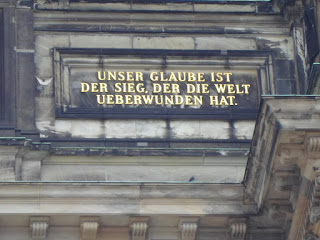 UNSER GLAUBE IST
DER SIEG, DER DIE WELT
UEBERWUNDEN HAT.